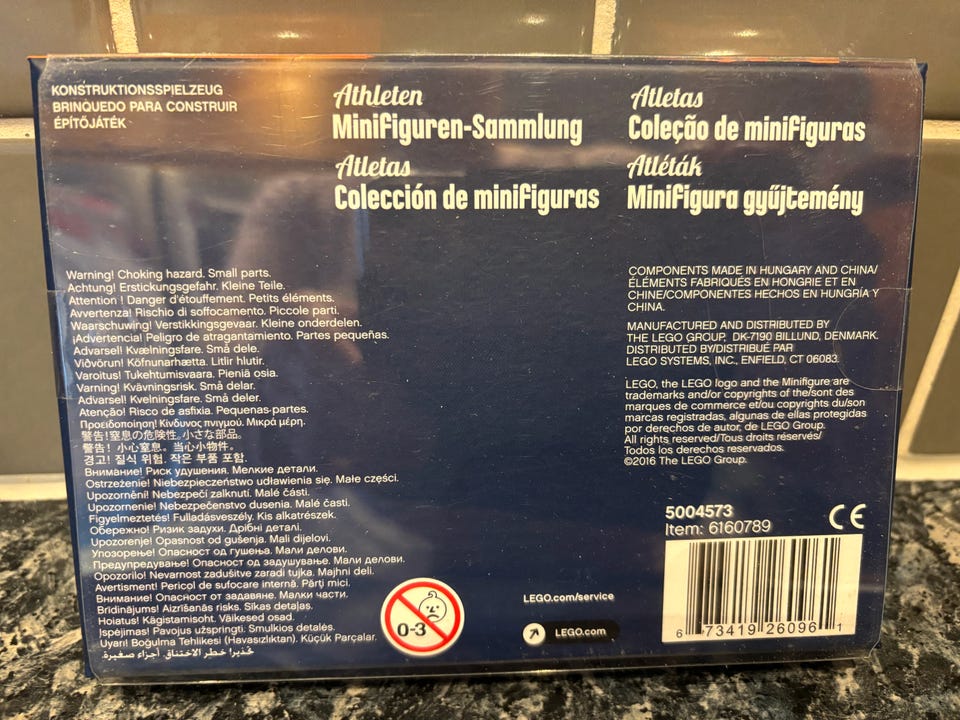 KONSTRUKTIONSSPIELZEUG
BRINQUEDO PARA CONSTRUIR
ÉPÍTŐJÁTÉK
Athleten
Minifiguren-Sammlung
Atletas
Colección de minifiguras
Atletas
Coleção de minifiguras
Atléták
Minifigura gyűjtemény
Warning! Choking hazard. Small parts.
Achtung! Erstickungsgefahr. Kleine Teile.
Attention ! Danger d'étouffement. Petits éléments.
Avvertenza! Rischio di soffocamento. Piccole parti.
Waarschuwing! Verstikkingsgevaar. Kleine onderdelen.
¡Advertencia! Peligro de atragantamiento. Partes pequeñas.
Advarsel! Kvælningsfare. Små dele.
Viðvörun! Köfnunarhætta. Litlir hlutir.
Varoitus! Tukehtumisvaara. Pieniä osia.
Varning! Kvävningsrisk. Små delar.
Advarsel! Kvelningsfare. Små deler.
Atenção! Risco de asfixia. Pequenas-partes.
Προειδοποίηση! Κίνδυνος πνιγμού. Μικρά μέρη.
警告!窒息の危険性。小さな部品。
警告！小心窒息。当心小物件。
경고! 질식 위험. 작은 부품 포함.
Внимание! Риск удушения. Мелкие детали.
Ostrzeżenie! Niebezpieczeństwo udławienia się. Małe części.
Upozornění! Nebezpečí zalknutí. Malé části.
Upozornenie! Nebezpečenstvo dusenia. Malé časti.
Figyelmeztetés! Fulladásveszély. Kis alkatrészek.
Обережно! Ризик задухи. Дрібні деталі.
Upozorenje! Opasnost od gušenja. Mali dijelovi.
Упозорење! Опасност од гушења. Мали делови.
Предупредување! Опасност од задушување. Мали делови.
Opozorilo! Nevarnost zadušitve zaradi tujka. Majhni deli.
Avertisment! Pericol de sufocare internă. Părți mici.
Внимание! Опасност от задавяне. Малки части.
Brīdinājums! Aizrīšanās risks. Sīkas detaļas.
Hoiatus! Kägistamisoht. Väikesed osad.
Įspėjimas! Pavojus užspringti. Smulkios detalės.
Uyarı! Boğulma Tehlikesi (Havasızlıktan). Küçük Parçalar.
تحذير! خطر الاختناق. أجزاء صغيرة.
0-3
LEGO.com/service
LEGO.com
COMPONENTS MADE IN HUNGARY AND CHINA/
ÉLÉMENTS FABRIQUÉS EN HONGRIE ET EN
CHINE/COMPONENTES HECHOS EN HUNGRÍA Y
CHINA.
MANUFACTURED AND DISTRIBUTED BY
THE LEGO GROUP, DK-7190 BILLUND, DENMARK.
DISTRIBUTED BY/DISTRIBUÉ PAR
LEGO SYSTEMS, INC., ENFIELD, CT 06083.
LEGO, the LEGO logo and the Minifigure are
trademarks and/or copyrights of the/sont des
marques de commerce et/ou copyrights du/son
marcas registradas, algunas de ellas protegidas
por derechos de autor, de LEGO Group.
All rights reserved/Tous droits réservés/
Todos los derechos reservados.
©2016 The LEGO Group.
5004573
Item: 6160789
CE
6 73419 26096 1